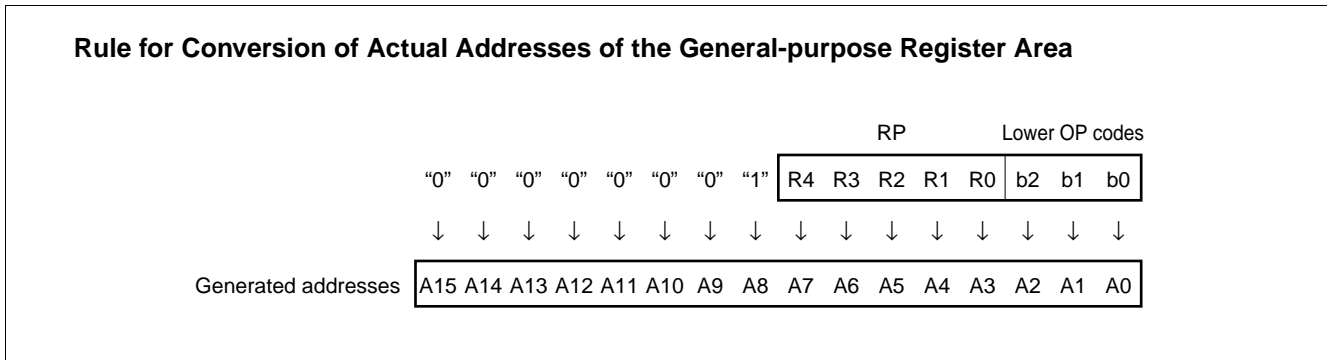 Rule for Conversion of Actual Addresses of the General-purpose Register Area
RP Lower OP codes
“0” “0” “0” “0” “0” “0” “0” “1” R4 R3 R2 R1 R0 b2 b1 b0
↓ ↓ ↓ ↓ ↓ ↓ ↓ ↓ ↓ ↓ ↓ ↓ ↓ ↓ ↓ ↓
Generated addresses A15 A14 A13 A12 A11 A10 A9 A8 A7 A6 A5 A4 A3 A2 A1 A0